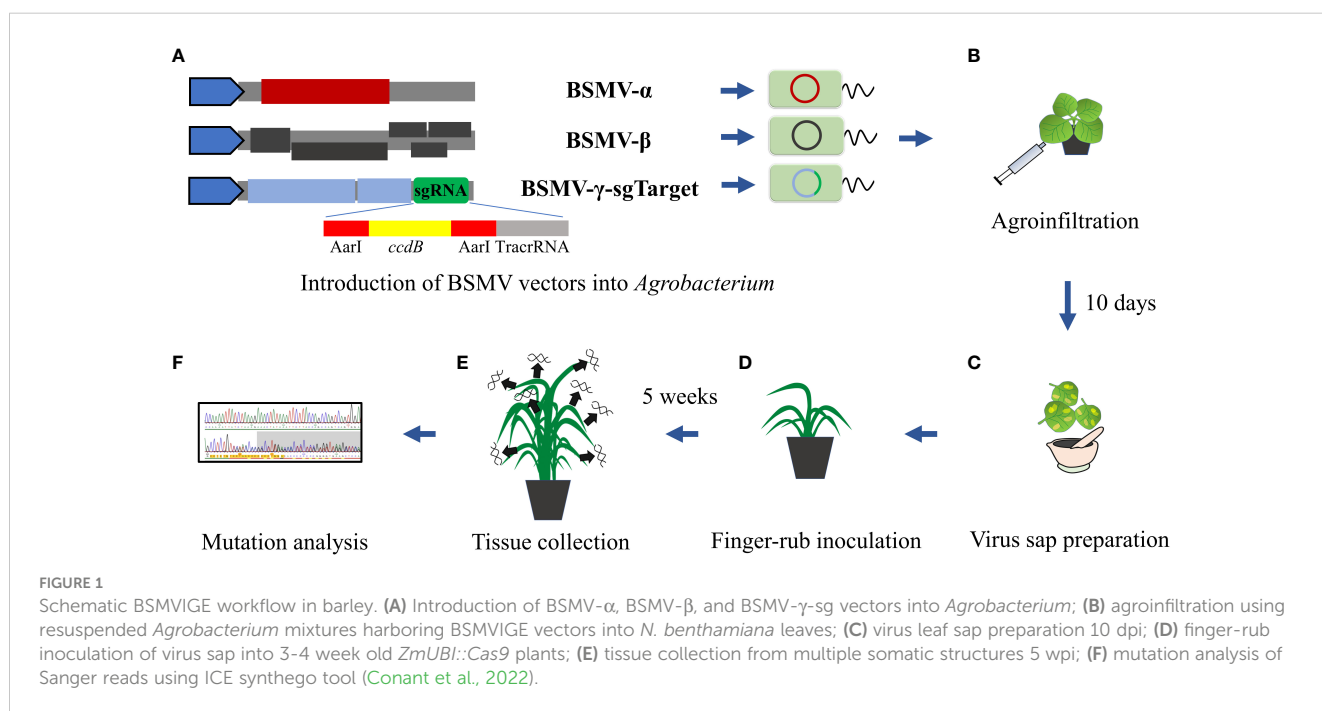 A
BSMV-α
BSMV-β
sgRNA
BSMV-γ-sgTarget
AarI ccdB AarI TracrRNA
Introduction of BSMV vectors into Agrobacterium
B
Agroinfiltration
10 days
C
Virus sap preparation
D
Finger-rub inoculation
5 weeks
E
Tissue collection
F
Mutation analysis
FIGURE 1
Schematic BSMVIGE workflow in barley. (A) Introduction of BSMV-α, BSMV-β, and BSMV-γ-sg vectors into Agrobacterium; (B) agroinfiltration using
resuspended Agrobacterium mixtures harboring BSMVIGE vectors into N. benthamiana leaves; (C) virus leaf sap preparation 10 dpi; (D) finger-rub
inoculation of virus sap into 3-4 week old ZmUBI::Cas9 plants; (E) tissue collection from multiple somatic structures 5 wpi; (F) mutation analysis of
Sanger reads using ICE synthego tool (Conant et al., 2022).